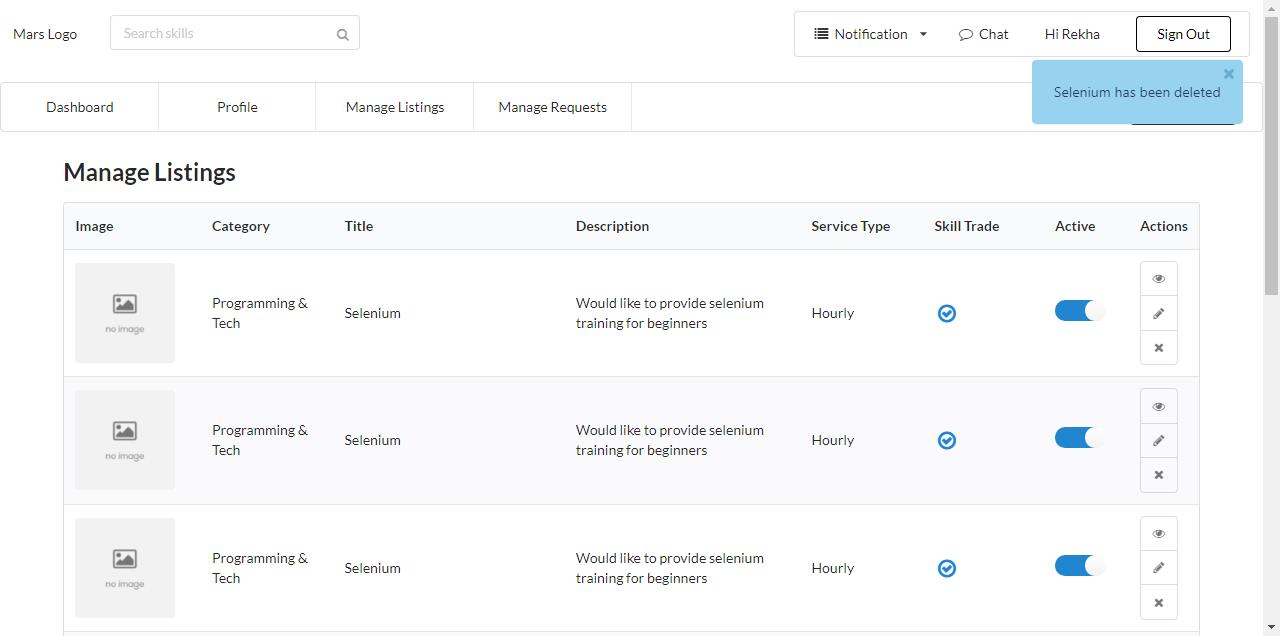 Mars Logo
Search skills
Notification
Chat
Hi Rekha
Sign Out
Selenium has been deleted
Dashboard
Profile
Manage Listings
Manage Requests
Manage Listings
Image Category Title Description Service Type Skill Trade Active Actions
no image
Programming &
Tech
Selenium
Would like to provide selenium
training for beginners
Hourly
no image
Programming &
Tech
Selenium
Would like to provide selenium
training for beginners
Hourly
no image
Programming &
Tech
Selenium
Would like to provide selenium
training for beginners
Hourly